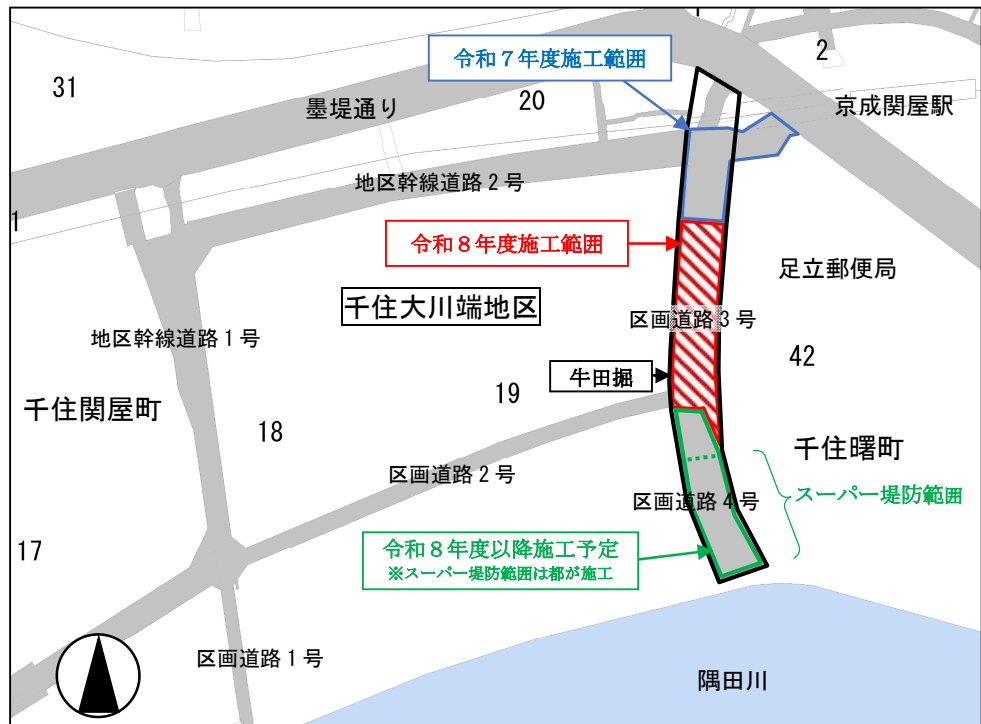 令和７年度施工範囲
2
31
20
墨堤通り
京成関屋駅
地区幹線道路２号
1
令和８年度施工範囲
足立郵便局
千住大川端地区
区画道路３号
地区幹線道路１号
42
牛田掘
19
千住関屋町
18
千住曙町
区画道路２号
スーパー堤防範囲
区画道路４号
17
令和８年度以降施工予定
※スーパー堤防範囲は都が施工
区画道路１号
隅田川